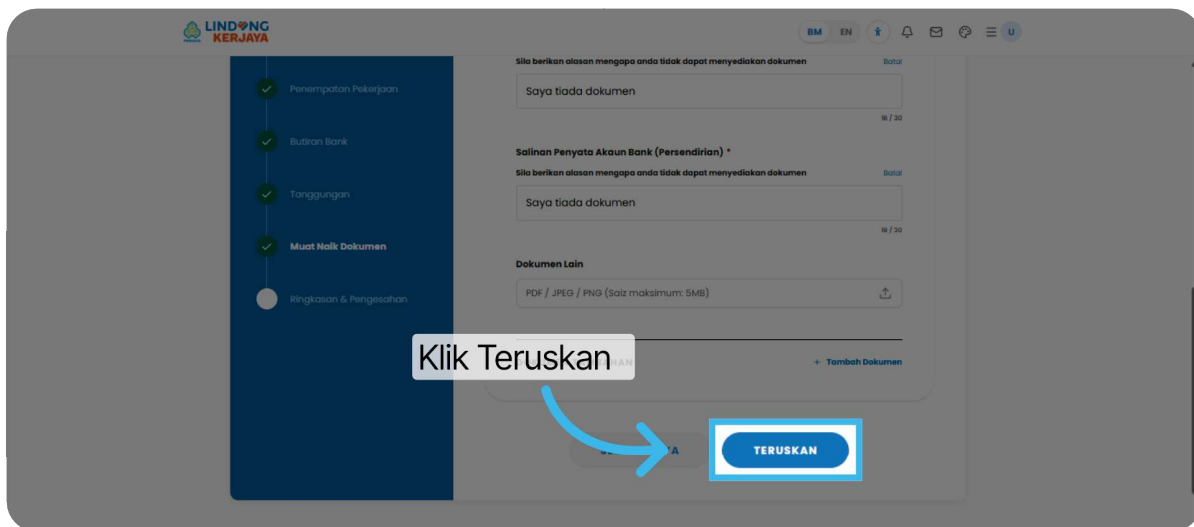 LINDUNG
KERJAYA
BM EN
U
Sila berikan alasan mengapa anda tidak dapat menyediakan dokumen Batal
Penempatan Pekerjaan
Saya tiada dokumen
18 / 30
Butiran Bank
Salinan Penyata Akaun Bank (Persendirian) *
Sila berikan alasan mengapa anda tidak dapat menyediakan dokumen Batal
Tanggungan
Saya tiada dokumen
18 / 30
Muat Naik Dokumen
Dokumen Lain
Ringkasan & Pengesahan
PDF / JPEG / PNG (Saiz maksimum: 5MB)
Klik Teruskan
+ Tambah Dokumen
TERUSKAN